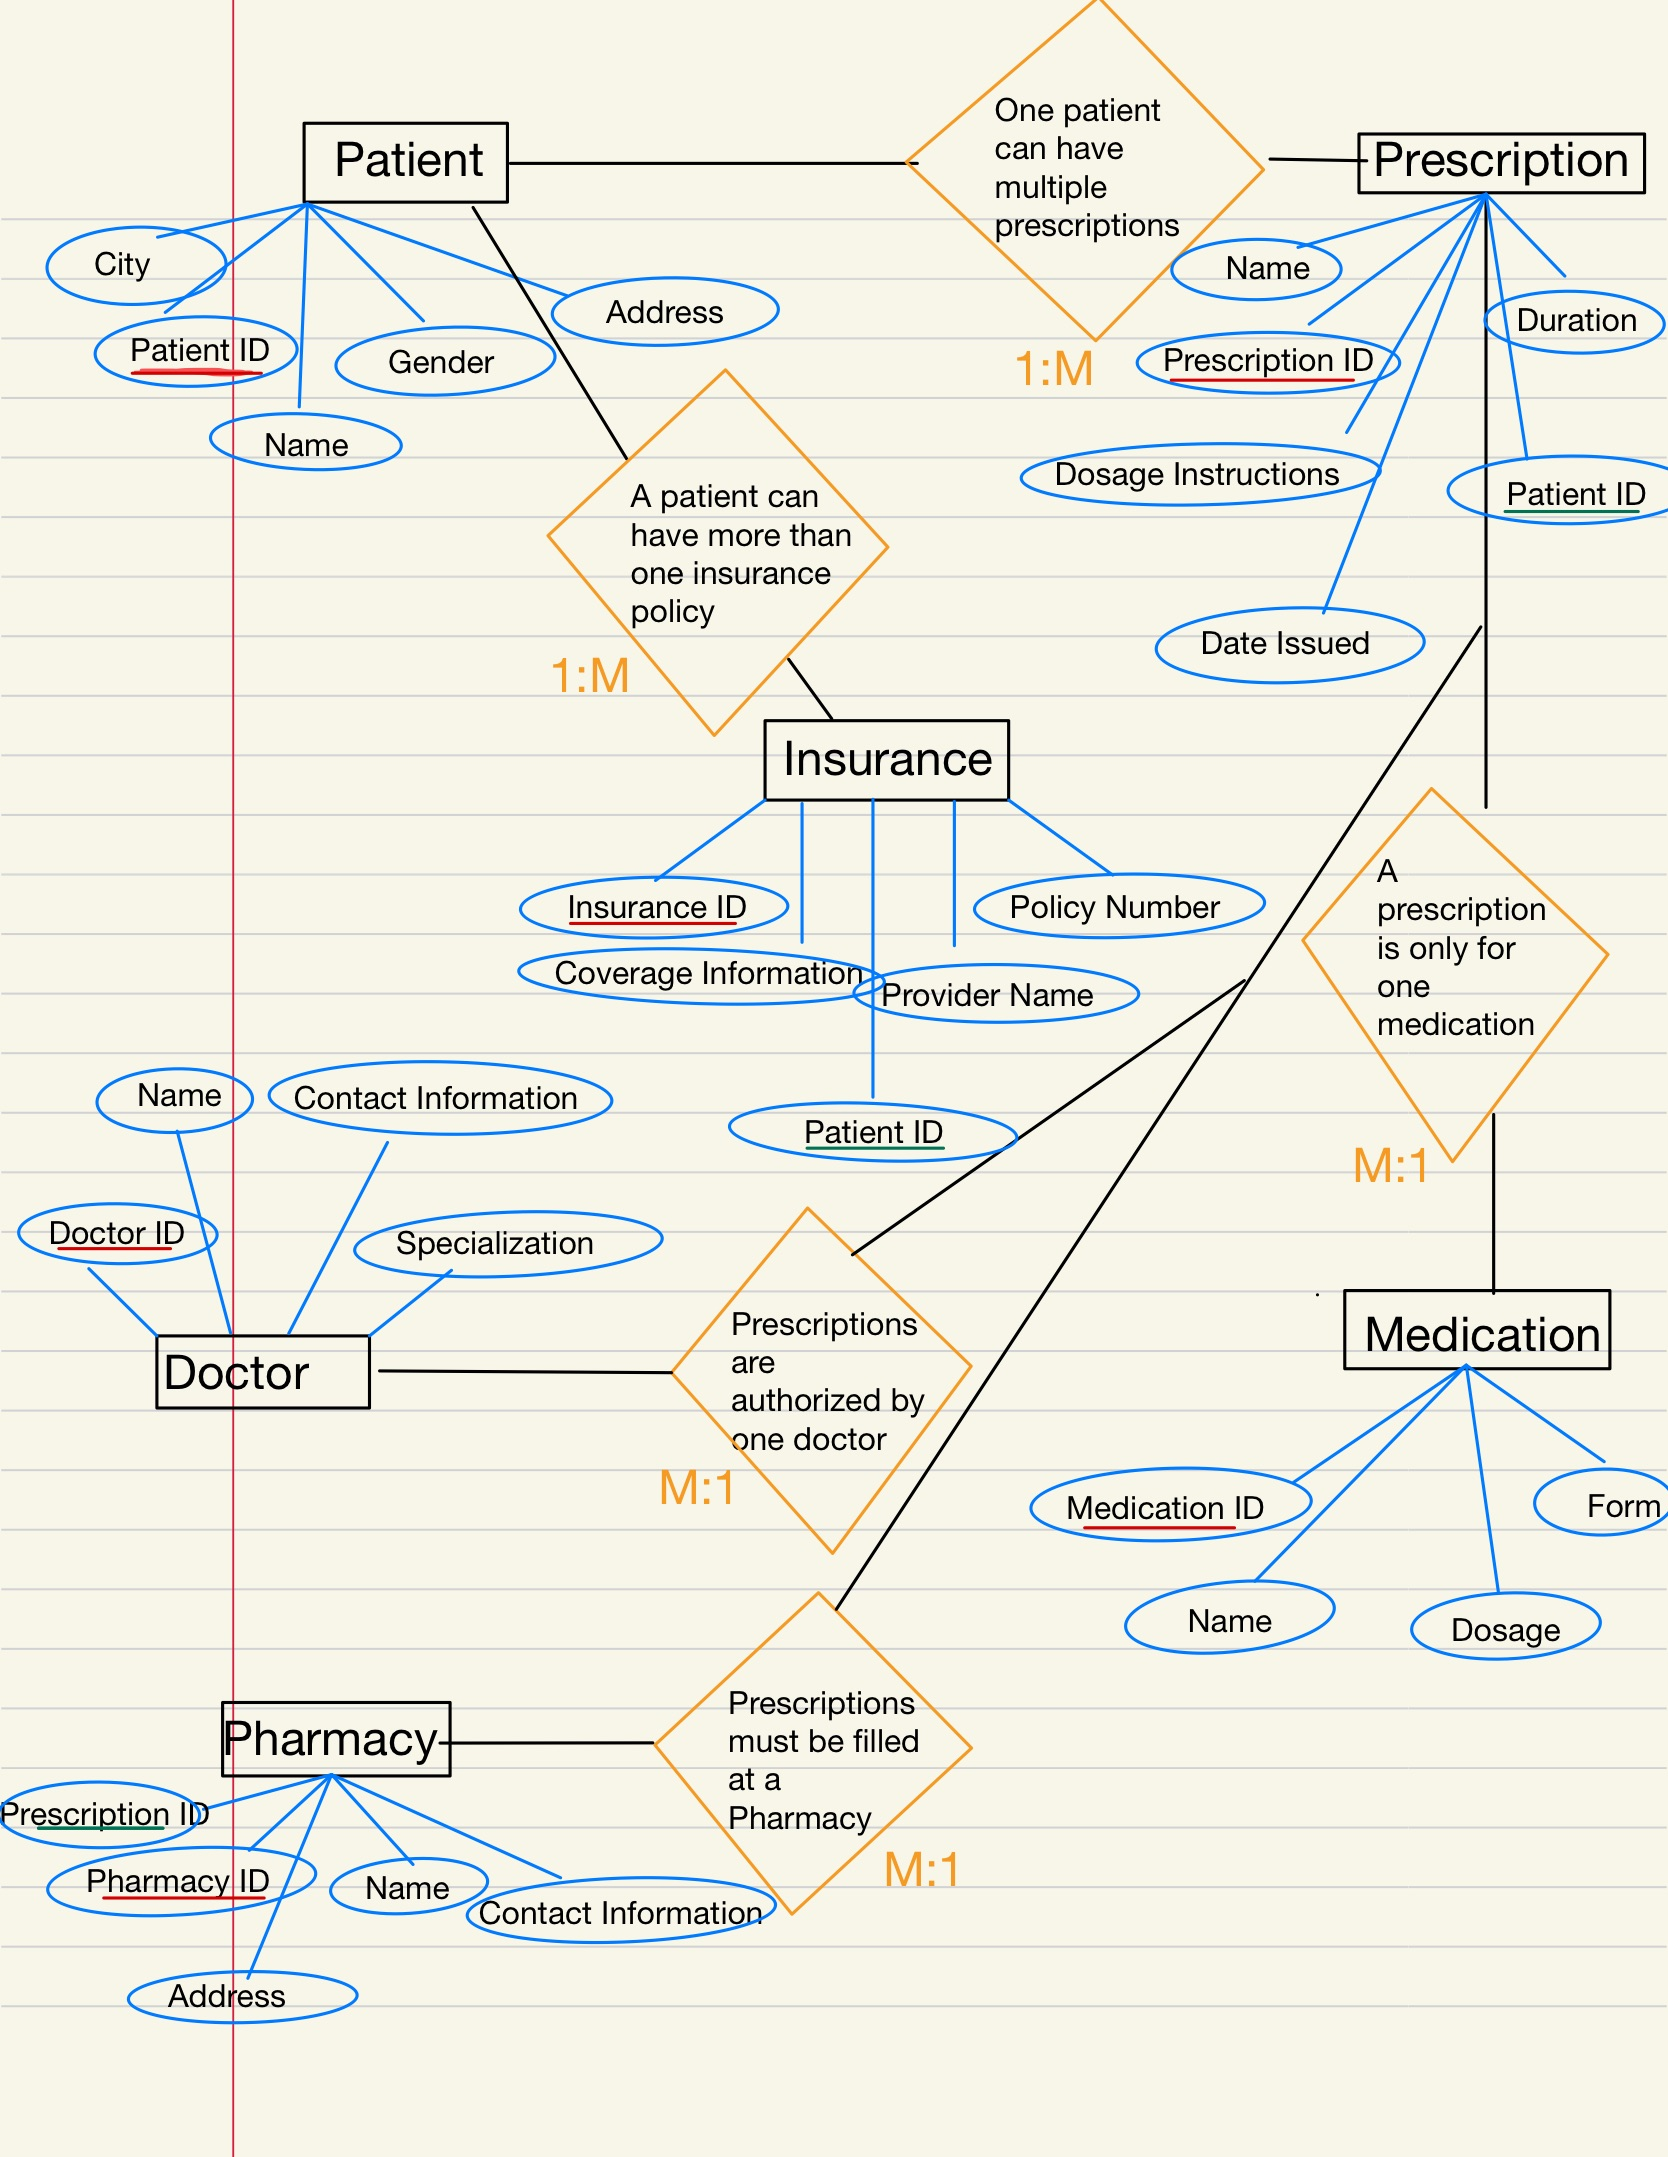 One patient
can have
multiple
prescriptions
Patient
Prescription
City
Patient ID
Name
Gender
Address
1:M
Name
Prescription ID
Dosage Instructions
Date Issued
Duration
Patient ID
A patient can
have more than
one insurance
policy
1:M
Insurance
Insurance ID
Coverage Information
Provider Name
Policy Number
Patient ID
A
prescription
is only for
one
medication
M:1
Name
Contact Information
Doctor ID
Specialization
Doctor
Prescriptions
are
authorized by
one doctor
M:1
Medication
Medication ID
Name
Dosage
Form
Pharmacy
Prescriptions
must be filled
at a
Pharmacy
M:1
Prescription ID
Pharmacy ID
Name
Contact Information
Address